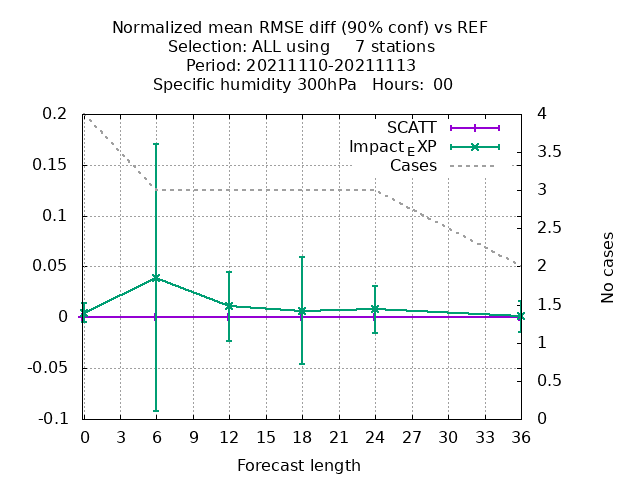 Normalized mean RMSE diff (90% conf) vs REF
Selection: ALL using     7 stations
Period: 20211110-20211113
Specific humidity 300hPa   Hours:  00
SCATT
Impact_EXP
Cases
0.2
0.15
0.1
0.05
0
-0.05
-0.1
4
3.5
3
2.5
2
1.5
1
0.5
0
No cases
0 3 6 9 12 15 18 21 24 27 30 33 36
Forecast length